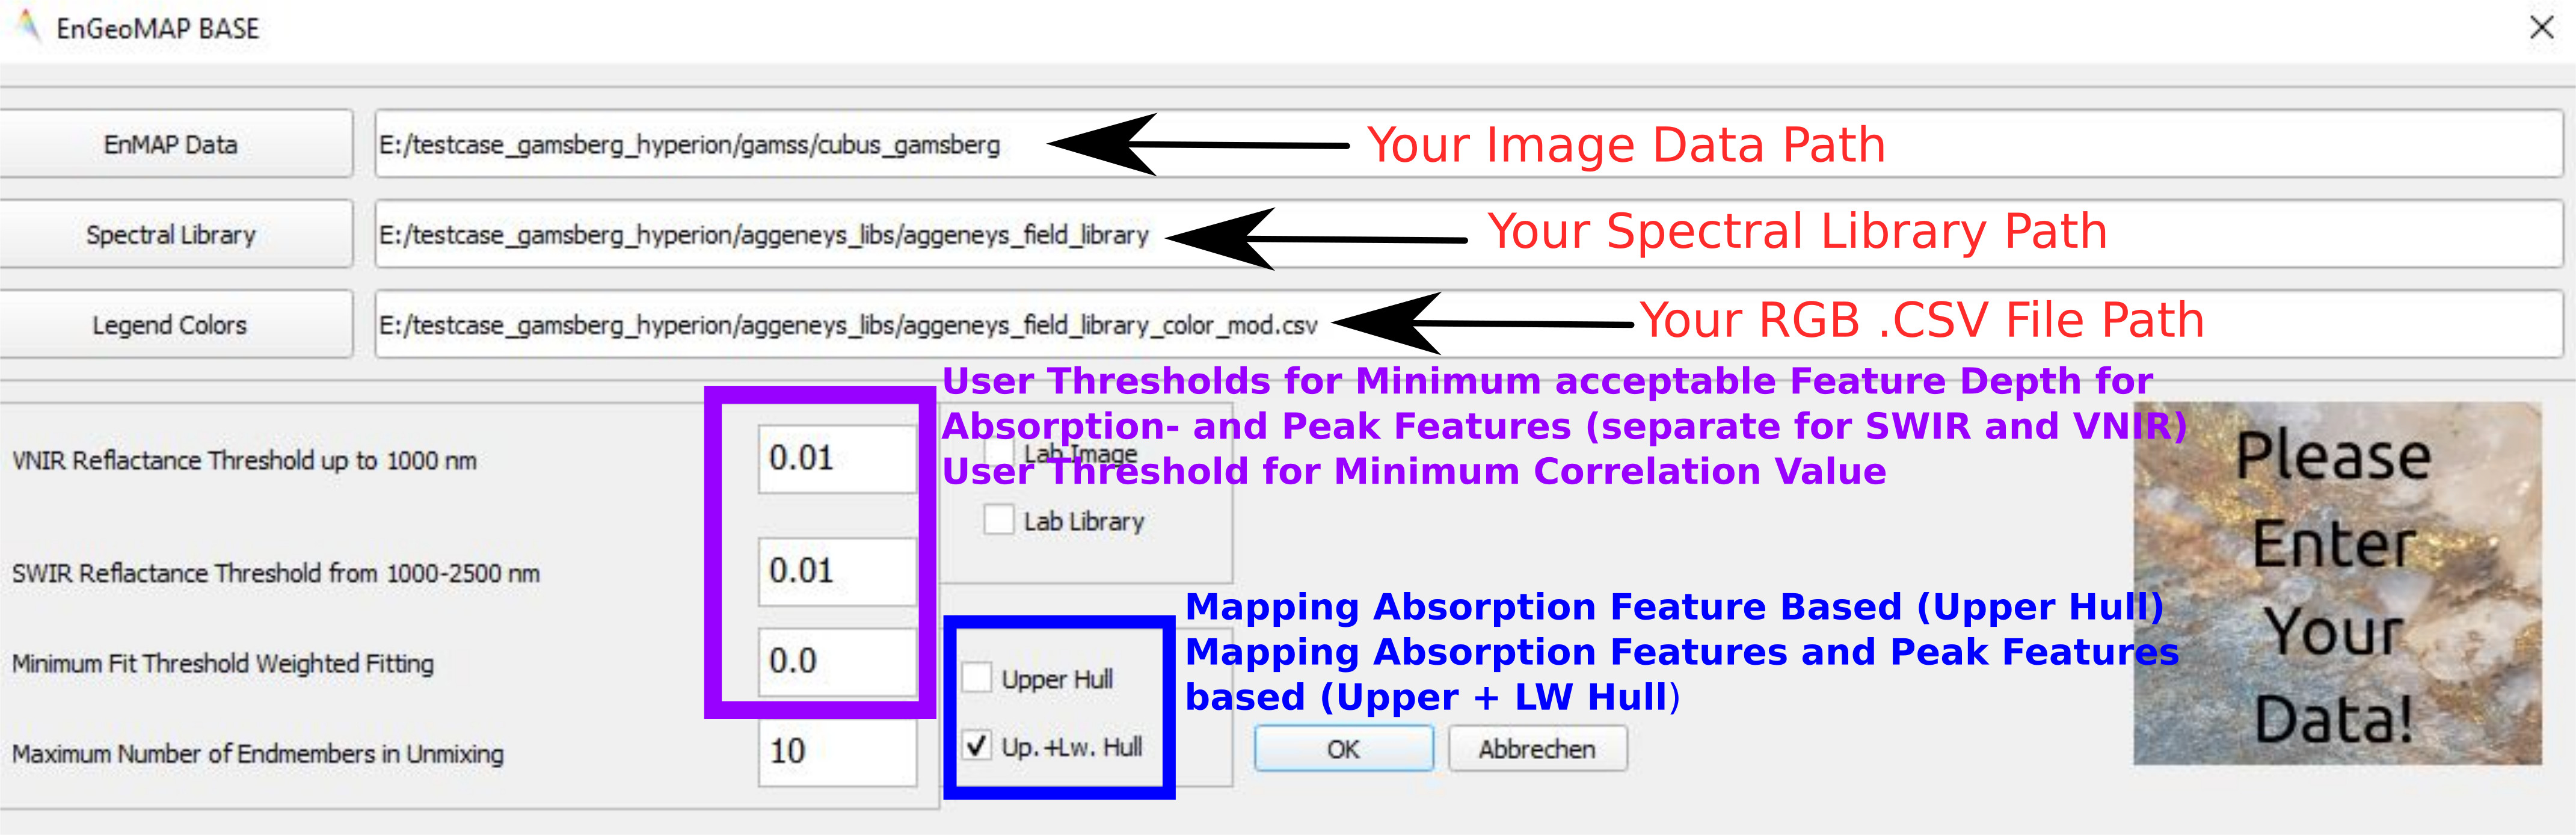 EnGeoMAP BASE
EnMAP Data
E:/testcase_gamsberg_hyperion/gamss/cubus_gamsberg
Your Image Data Path
Spectral Library
E:/testcase_gamsberg_hyperion/aggeneys_libs/aggeneys_field_library
Your Spectral Library Path
Legend Colors
E:/testcase_gamsberg_hyperion/aggeneys_libs/aggeneys_field_library_color_mod.csv
Your RGB .CSV File Path
User Thresholds for Minimum acceptable Feature Depth for
Absorption- and Peak Features (separate for SWIR and VNIR)
User Threshold for Minimum Correlation Value
VNIR Reflactance Threshold up to 1000 nm
0.01
Lab Image
Lab Library
SWIR Reflactance Threshold from 1000-2500 nm
0.01
Mapping Absorption Feature Based (Upper Hull)
Mapping Absorption Features and Peak Features
based (Upper + LW Hull)
Minimum Fit Threshold Weighted Fitting
0.0
Upper Hull
Maximum Number of Endmembers in Unmixing
10
Up.+Lw. Hull
OK
Abbrechen
Please
Enter
Your
Data!